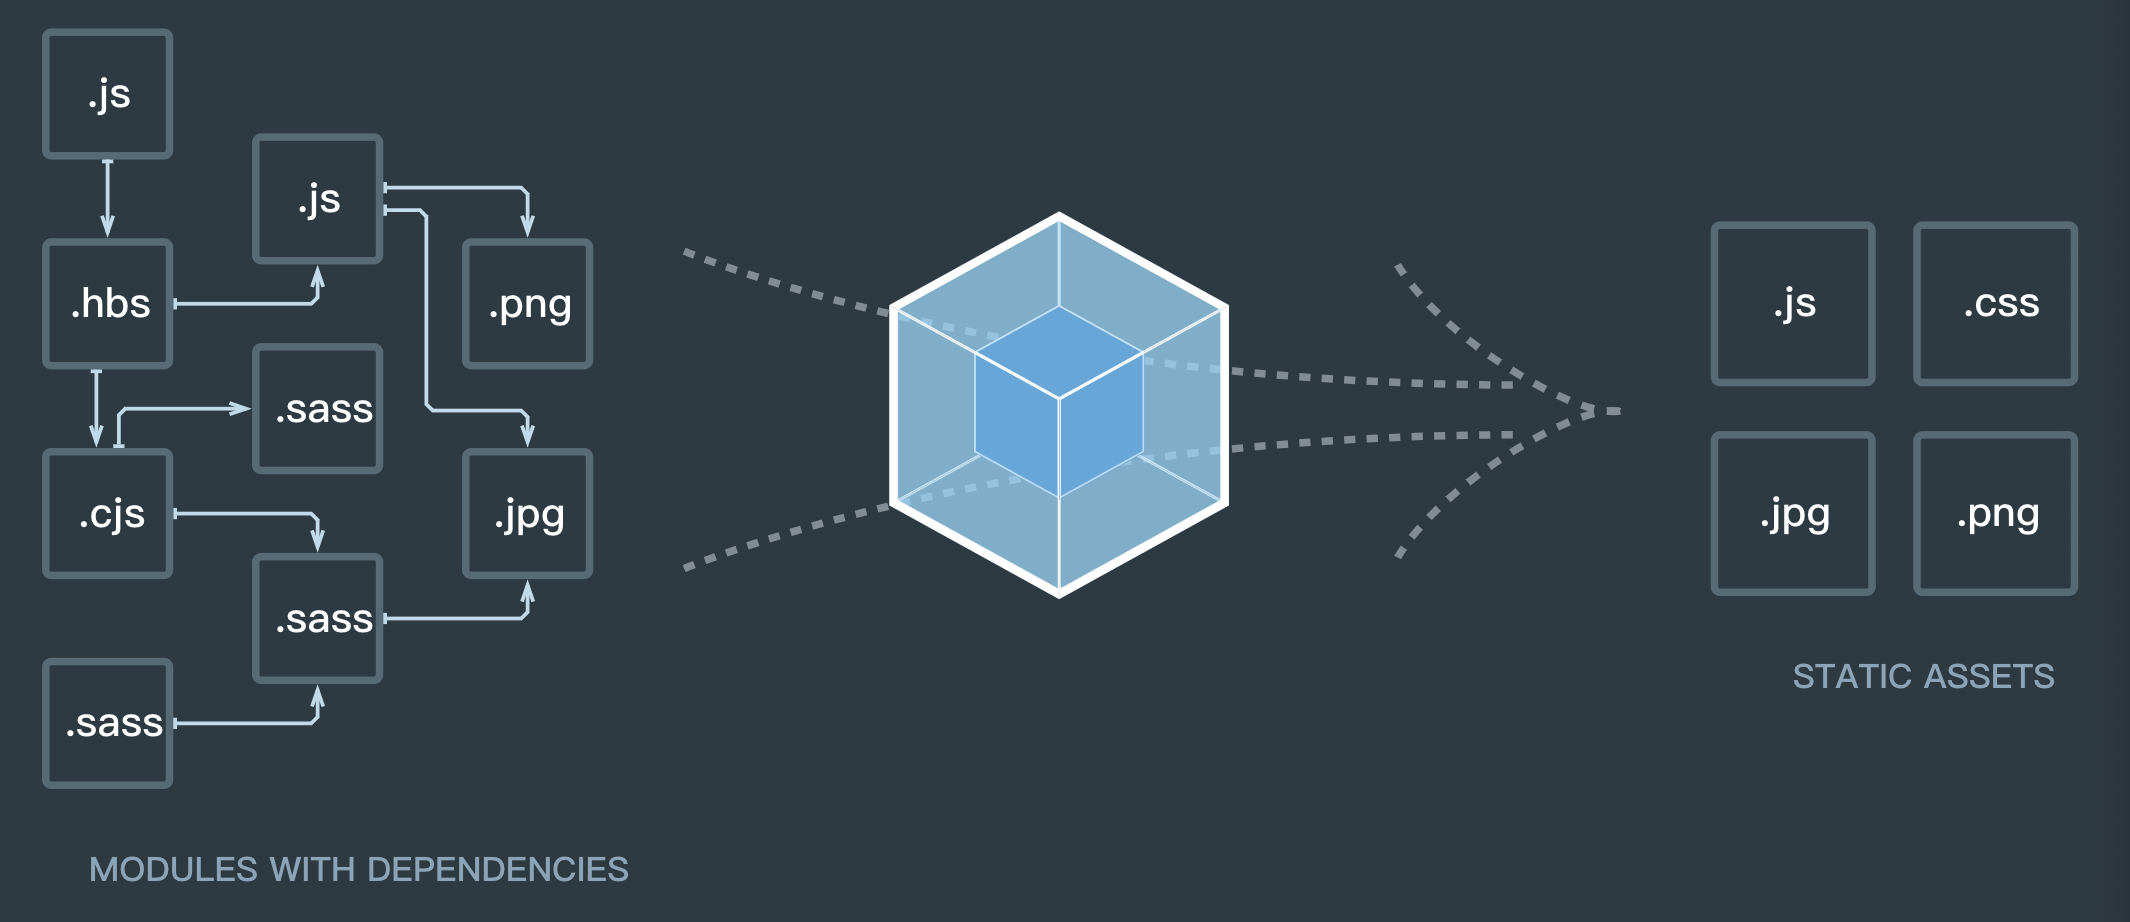 .js
.js
.hbs
.png
.sass
.cjs
.jpg
.sass
.sass
MODULES WITH DEPENDENCIES
.js
.css
.jpg
.png
STATIC ASSETS